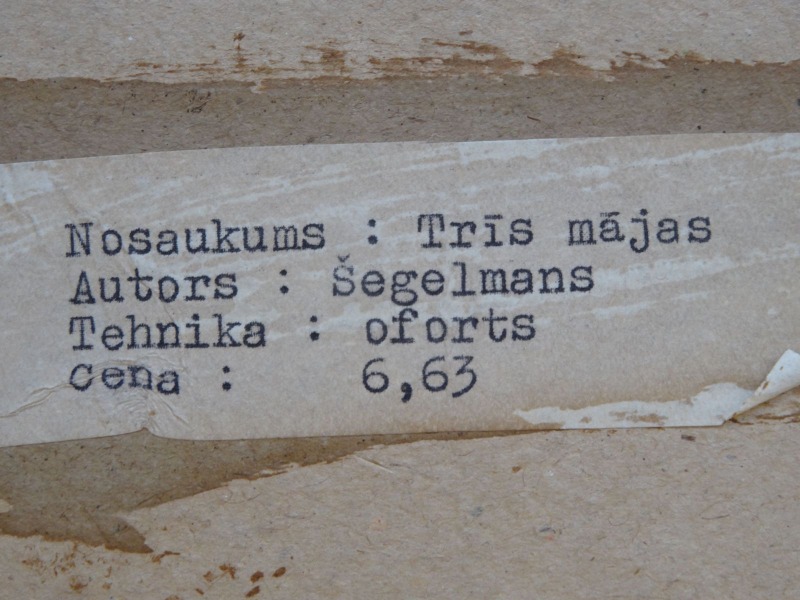 Nosaukums : Trīs mājas
Autors : Šegelmans
Tehnika : oforts
Cena : 6,63